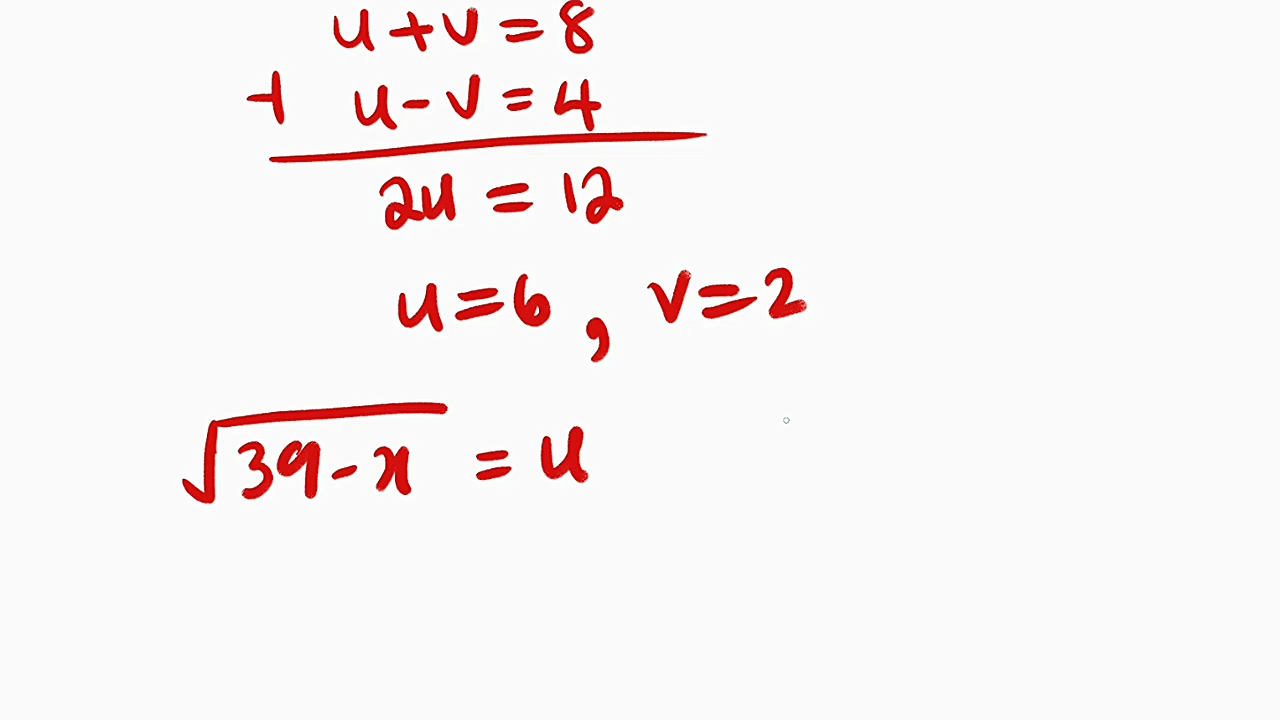 u+v=8
+ u-v=4
2u=12
u=6, v=2
√39-x = u